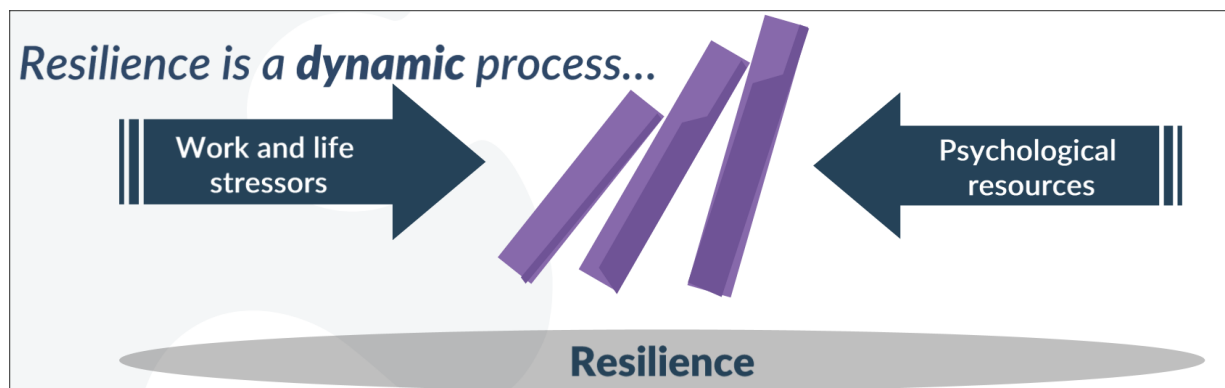 Resilience is a dynamic process...
Work and life
stressors
Psychological
resources
Resilience